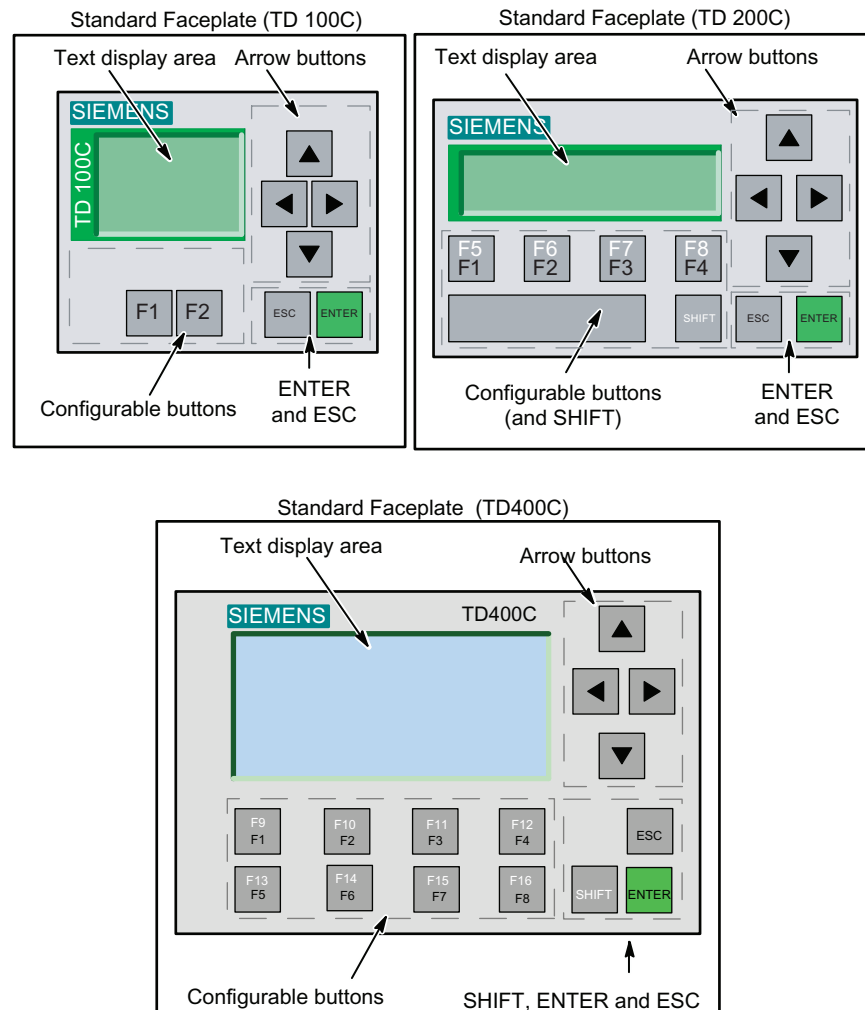 Standard Faceplate (TD 100C)
Text display area
Arrow buttons
SIEMENS
TD 100C
F1
F2
ESC
ENTER
Configurable buttons
ENTER
and ESC
Standard Faceplate (TD 200C)
Text display area
Arrow buttons
SIEMENS
F5
F1
F6
F2
F7
F3
F8
F4
SHIFT
ESC
ENTER
Configurable buttons
(and SHIFT)
ENTER
and ESC
Standard Faceplate (TD400C)
Text display area
Arrow buttons
SIEMENS
TD400C
F9
F1
F10
F2
F11
F3
F12
F4
F13
F5
F14
F6
F15
F7
F16
F8
ESC
SHIFT
ENTER
Configurable buttons
SHIFT, ENTER and ESC